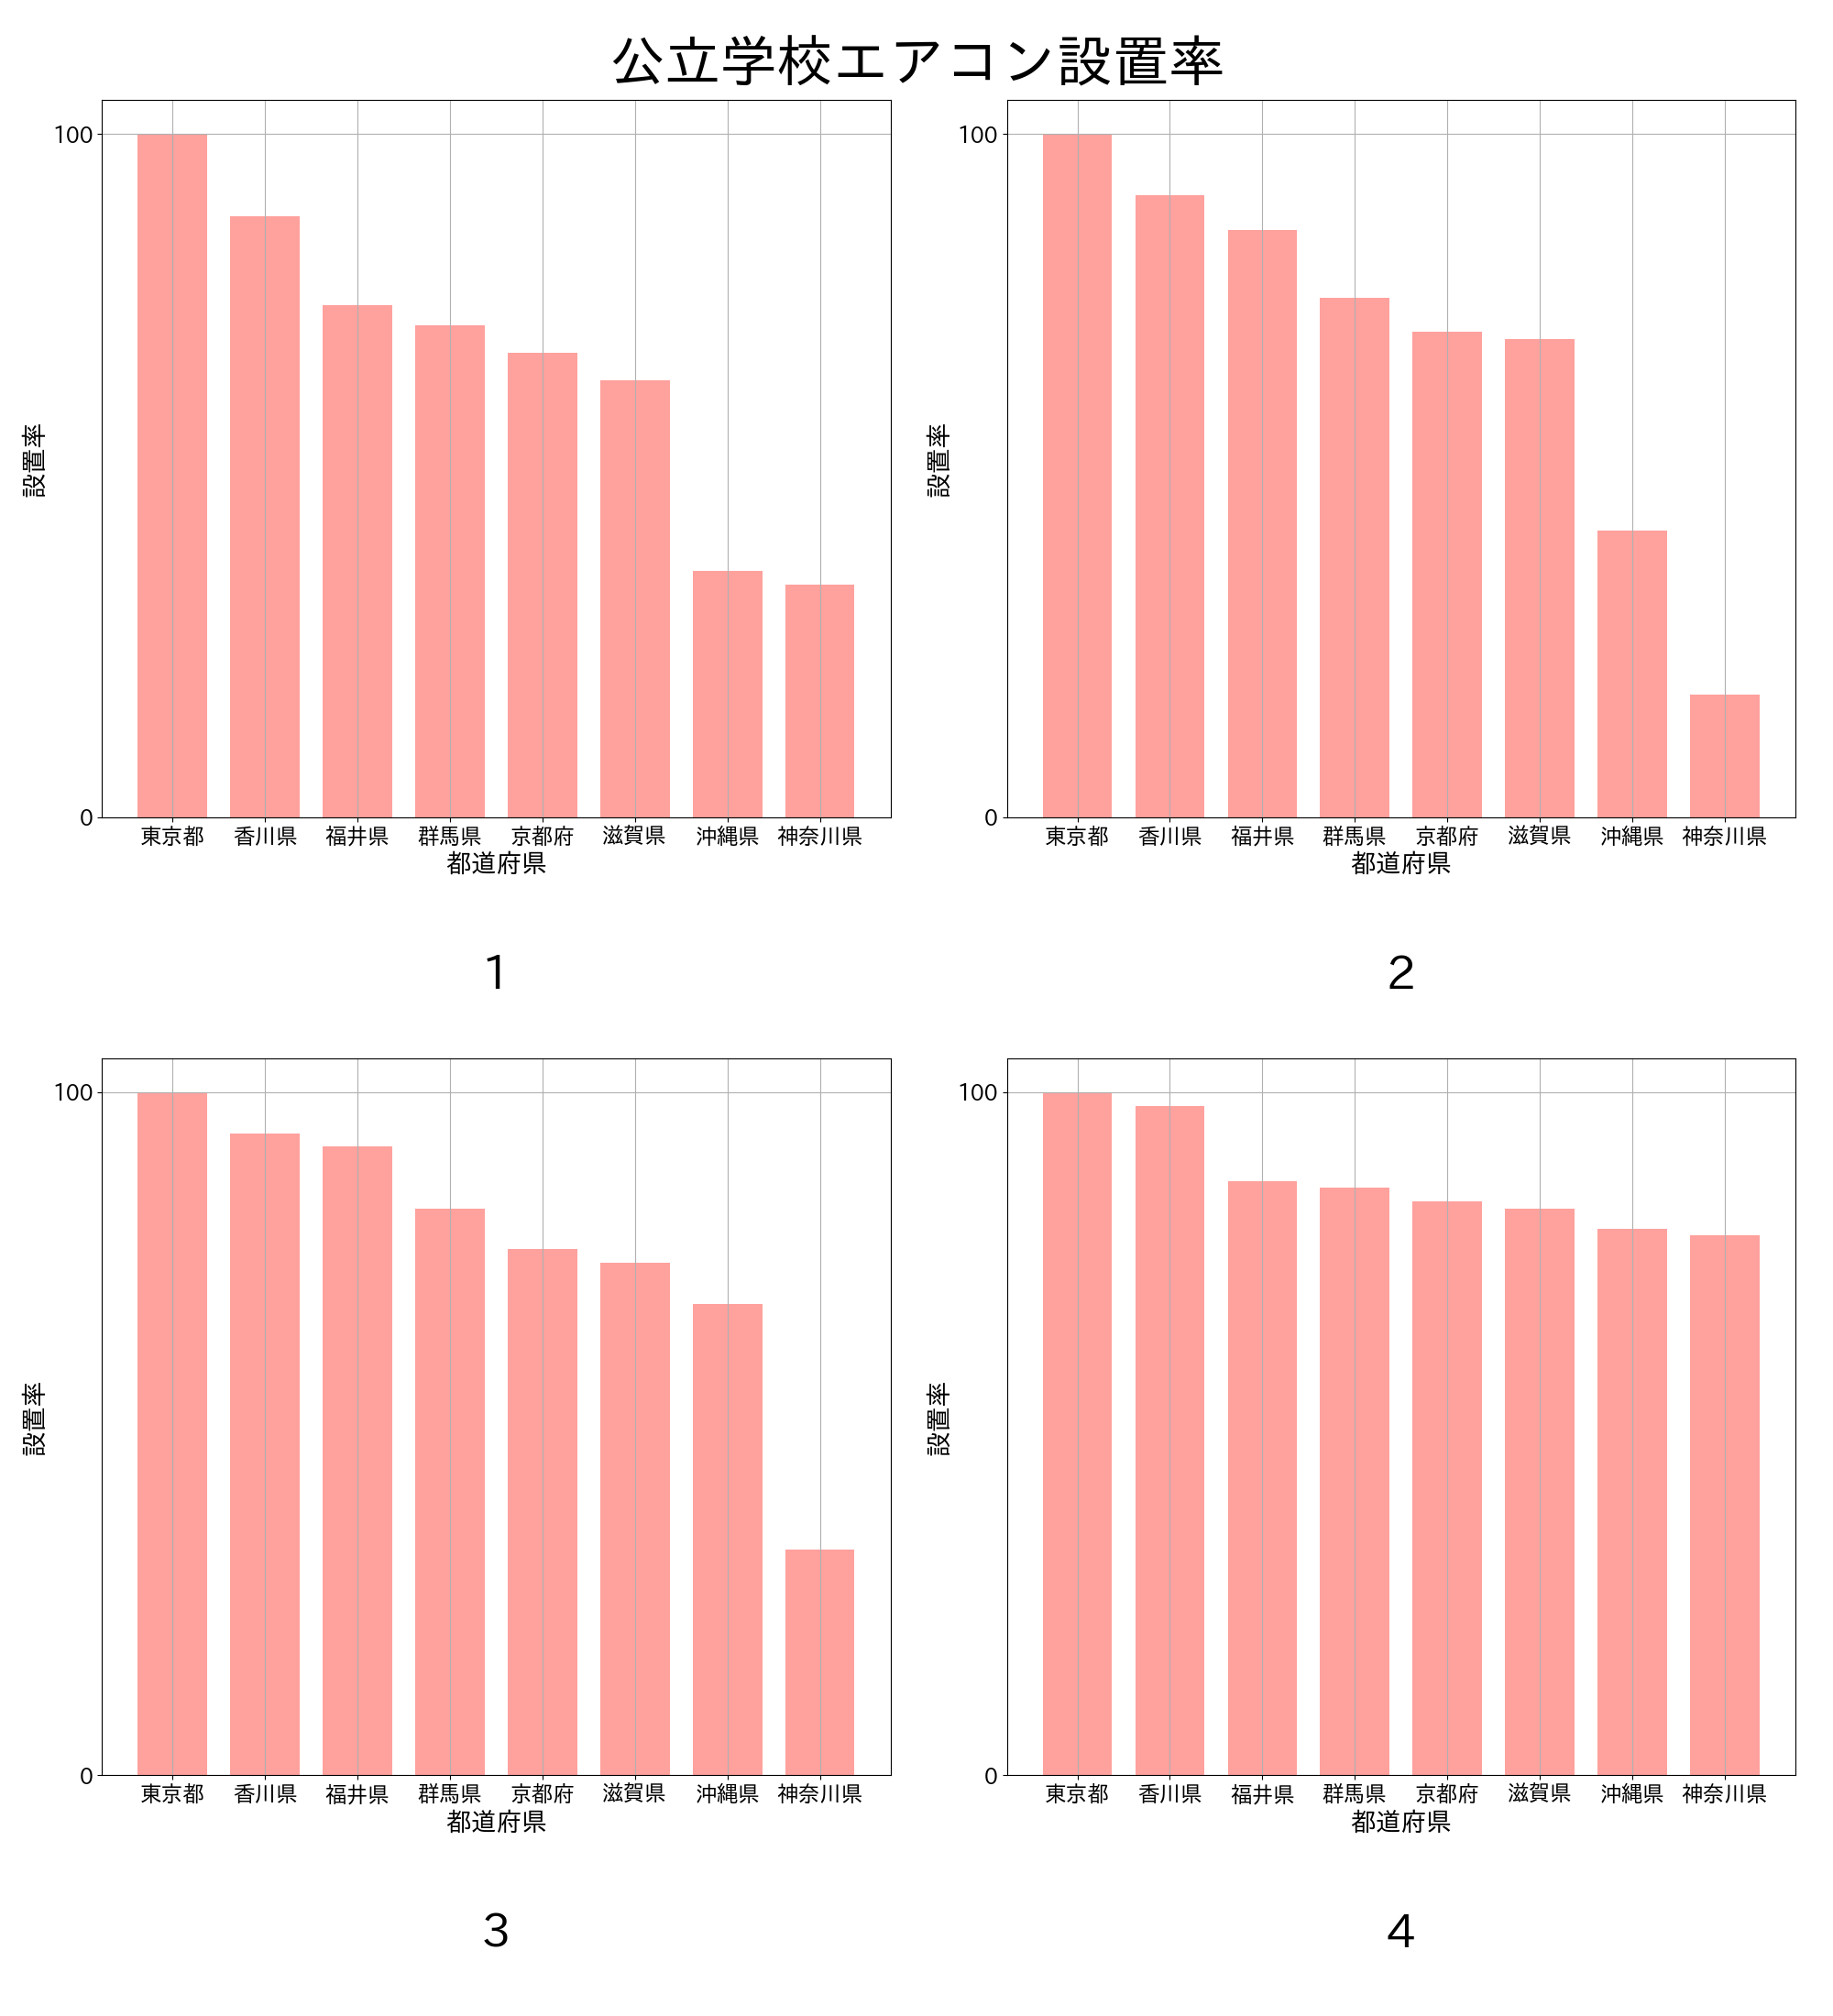 公立学校エアコン設置率
100
0
設置率
東京都 香川県 福井県 群馬県 京都府 滋賀県 沖縄県 神奈川県
都道府県
1
100
0
設置率
東京都 香川県 福井県 群馬県 京都府 滋賀県 沖縄県 神奈川県
都道府県
2
100
0
設置率
東京都 香川県 福井県 群馬県 京都府 滋賀県 沖縄県 神奈川県
都道府県
3
100
0
設置率
東京都 香川県 福井県 群馬県 京都府 滋賀県 沖縄県 神奈川県
都道府県
4